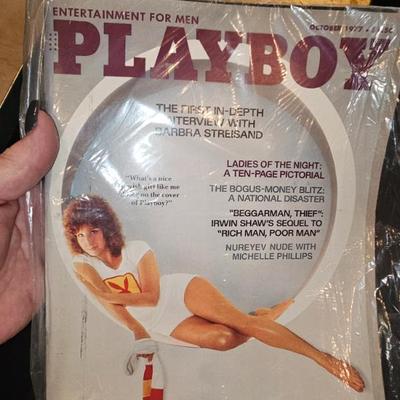 ENTERTAINMENT FOR MEN
OCTOBER 1977
PLAYBOY
THE FIRST IN-DEPTH
INTERVIEW WITH
BARBRA STREISAND
LADIES OF THE NIGHT:
A TEN-PAGE PICTORIAL
"What's a nice
girl like me
on the cover
of Playboy?"
THE BOGUS-MONEY BLITZ:
A NATIONAL DISASTER
"BEGGARMAN, THIEF":
IRWIN SHAW'S SEQUEL TO
"RICH MAN, POOR MAN"
NUREYEV NUDE WITH
MICHELLE PHILLIPS